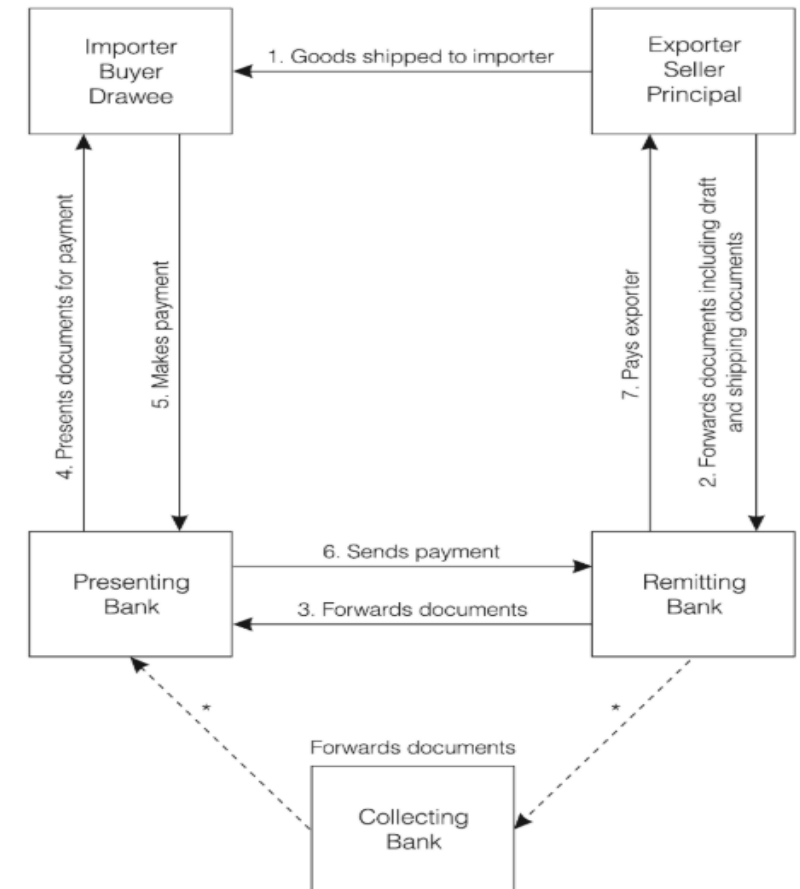 Importer
Buyer
Drawee
1. Goods shipped to importer
Exporter
Seller
Principal
4. Presents documents for payment
5. Makes payment
7. Pays exporter
2. Forwards documents including draft
and shipping documents
Presenting
Bank
6. Sends payment
3. Forwards documents
Remitting
Bank
*
*
Forwards documents
Collecting
Bank